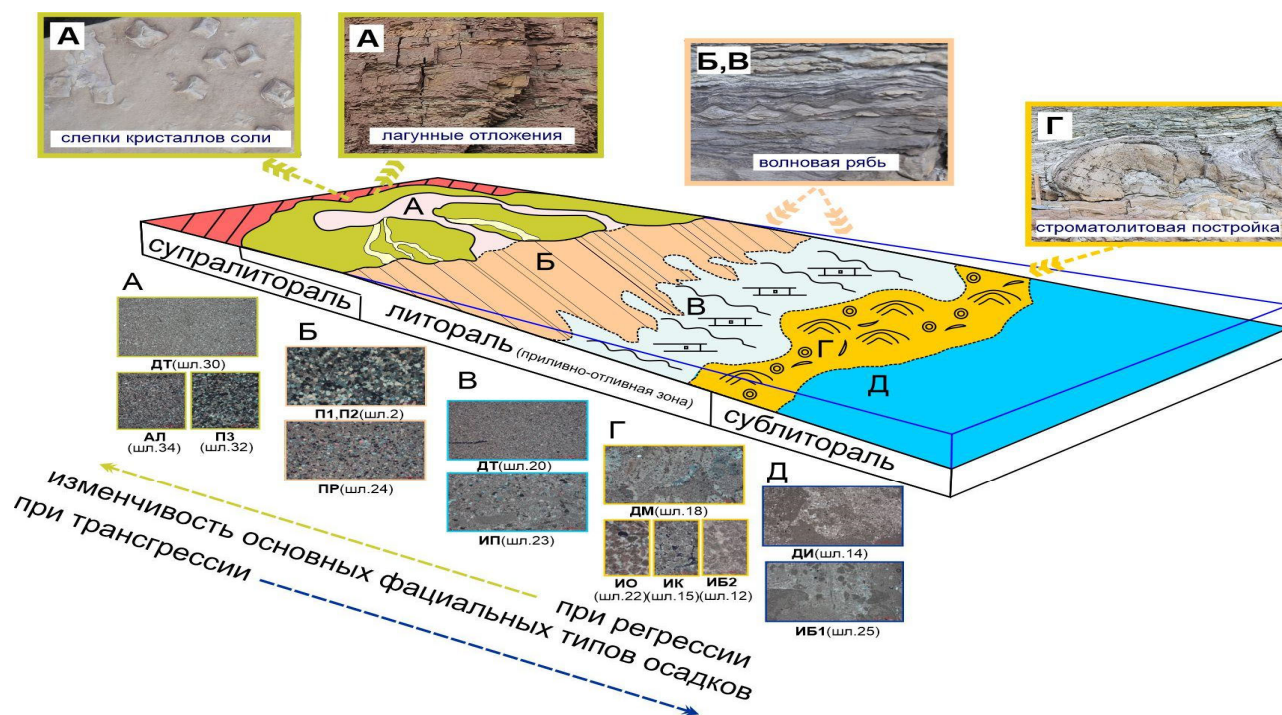 А
слепки кристаллов соли
А
лагунные отложения
Б,В
волновая рябь
Г
строматолитовая постройка
А
Б
В
Г
Д
супралитораль
литораль (приливно-отливная зона)
сублитораль
А
ДТ(шл.30)
АЛ
(шл.34)
П3
(шл.32)
Б
П1,П2(шл.2)
ПР(шл.24)
В
ДТ(шл.20)
ИП(шл.23)
Г
ДМ(шл.18)
ИО
(шл.22)
ИК
(шл.15)
ИБ2
(шл.12)
Д
ДИ(шл.14)
ИБ1(шл.25)
изменчивость основных фациальных типов осадков
при трансгрессии
при регрессии